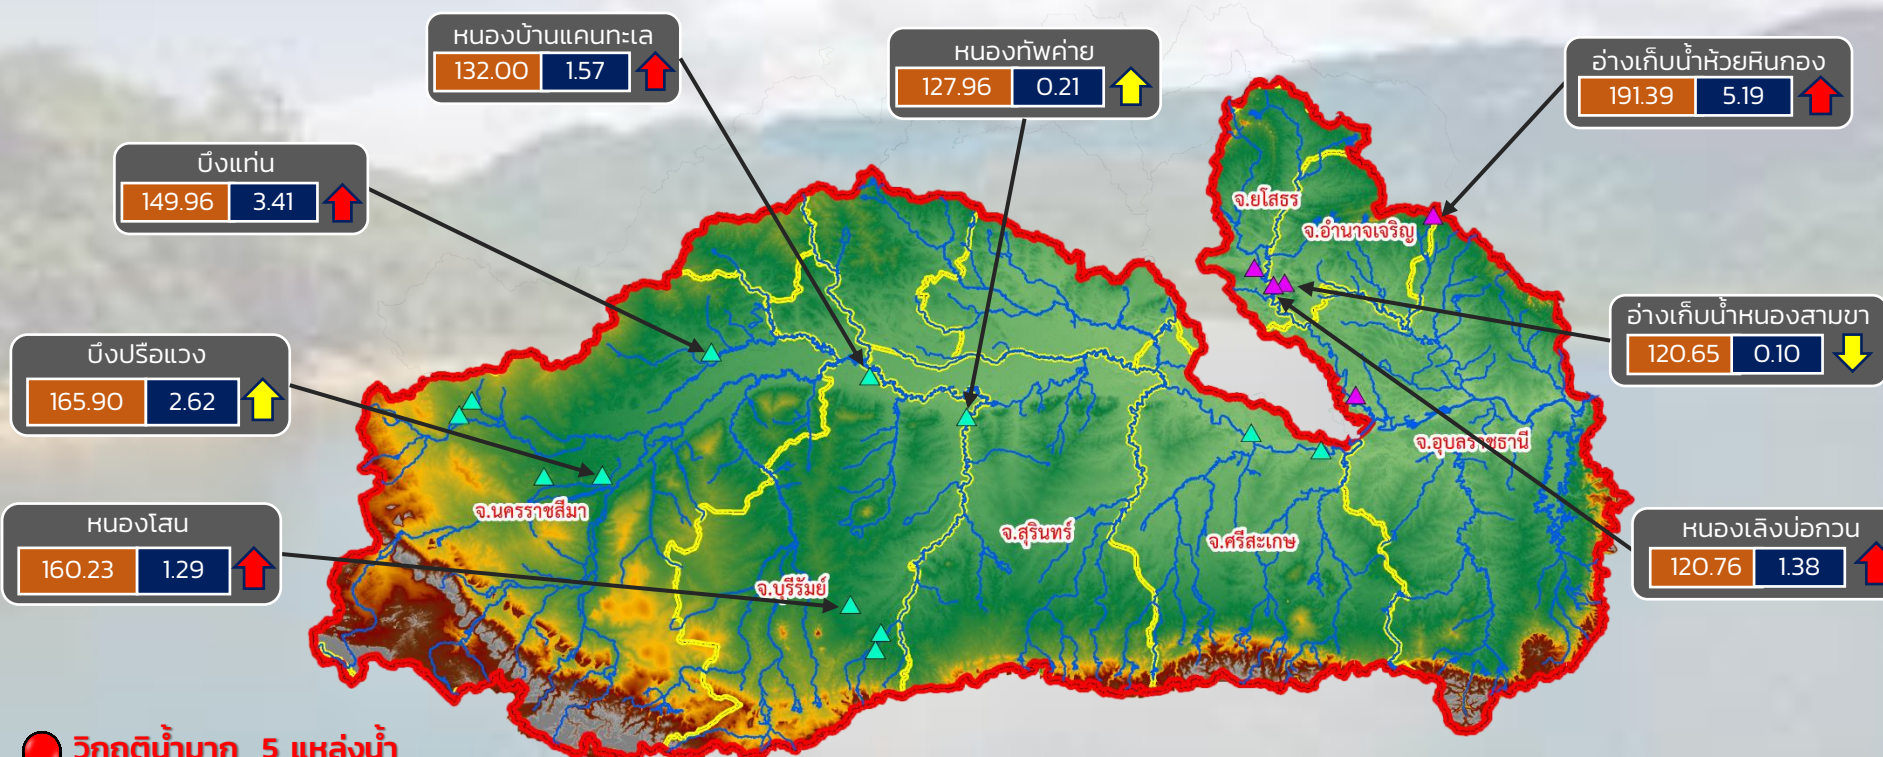 หนองบ้านแคนทะเล
132.00 1.57
หนองทัพค่าย
127.96 0.21
อ่างเก็บน้ำห้วยหินกอง
191.39 5.19
บึงแท่น
149.96 3.41
จ.ยโสธร
จ.อำนาจเจริญ
อ่างเก็บน้ำหนองสามขา
120.65 0.10
บึงปรือแวง
165.90 2.62
จ.อุบลราชธานี
จ.นครราชสีมา
หนองโสน
160.23 1.29
จ.สุรินทร์
จ.ศรีสะเกษ
หนองเลิงบ่อกวน
120.76 1.38
จ.บุรีรัมย์
วิกฤติน้ำมาก 5 แหล่งน้ำ